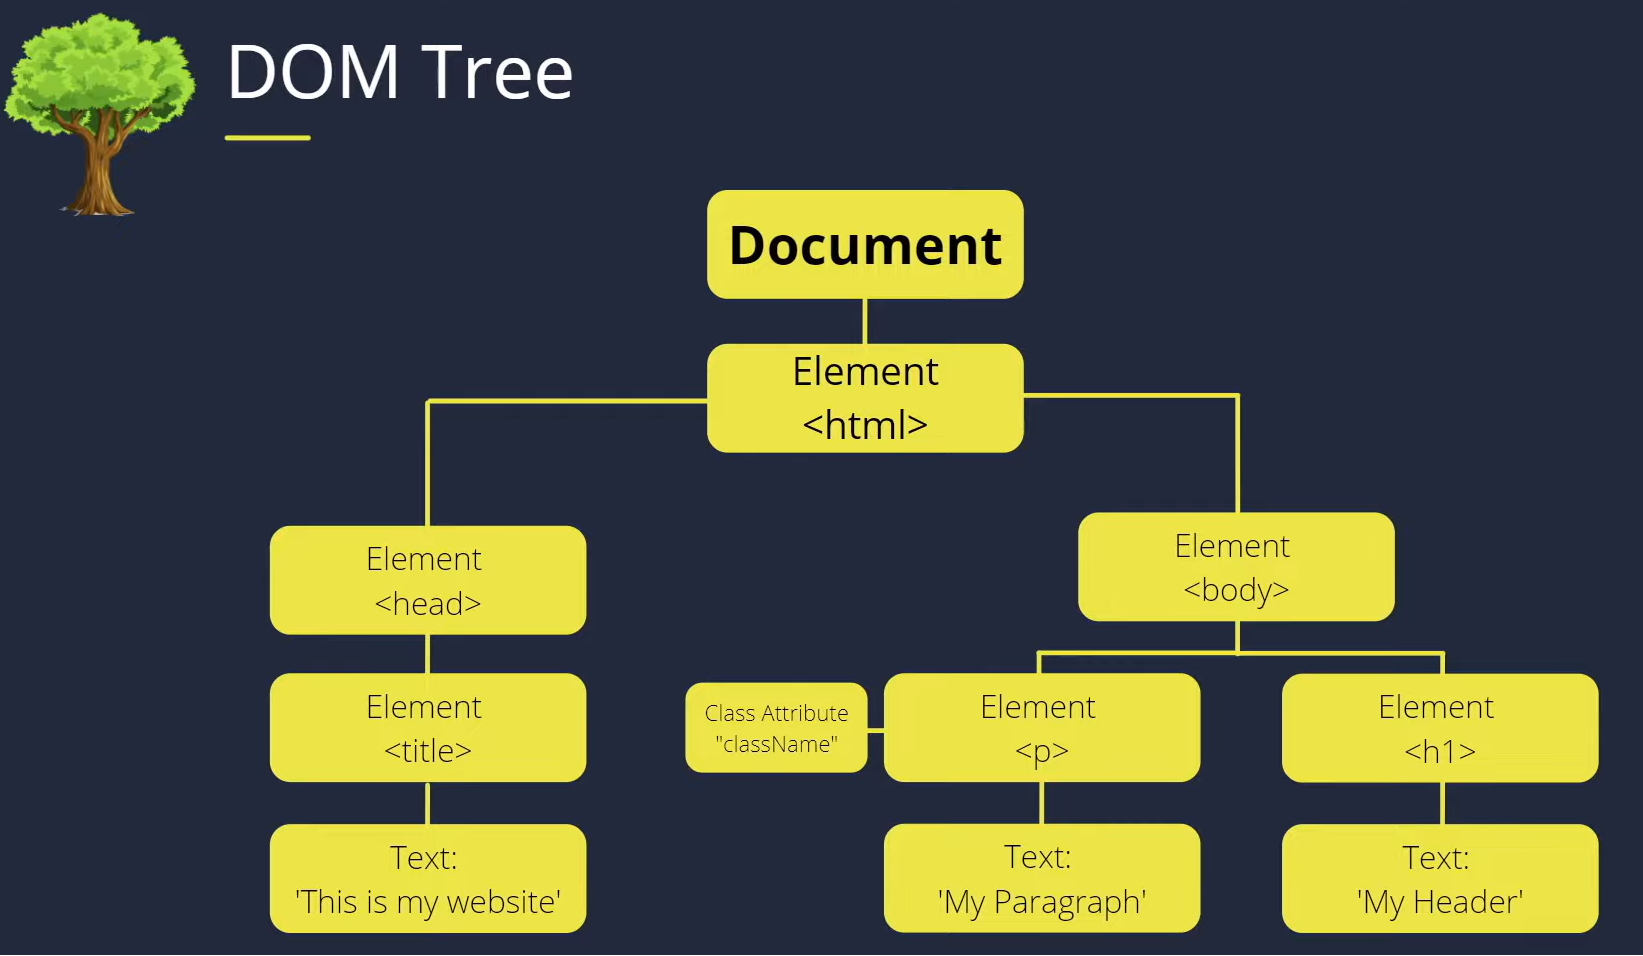 DOM Tree
Document
Element
<html>
Element
<head>
Element
<body>
Element
<title>
Class Attribute
"className"
Element
<p>
Element
<h1>
Text:
'This is my website'
Text:
'My Paragraph'
Text:
'My Header'